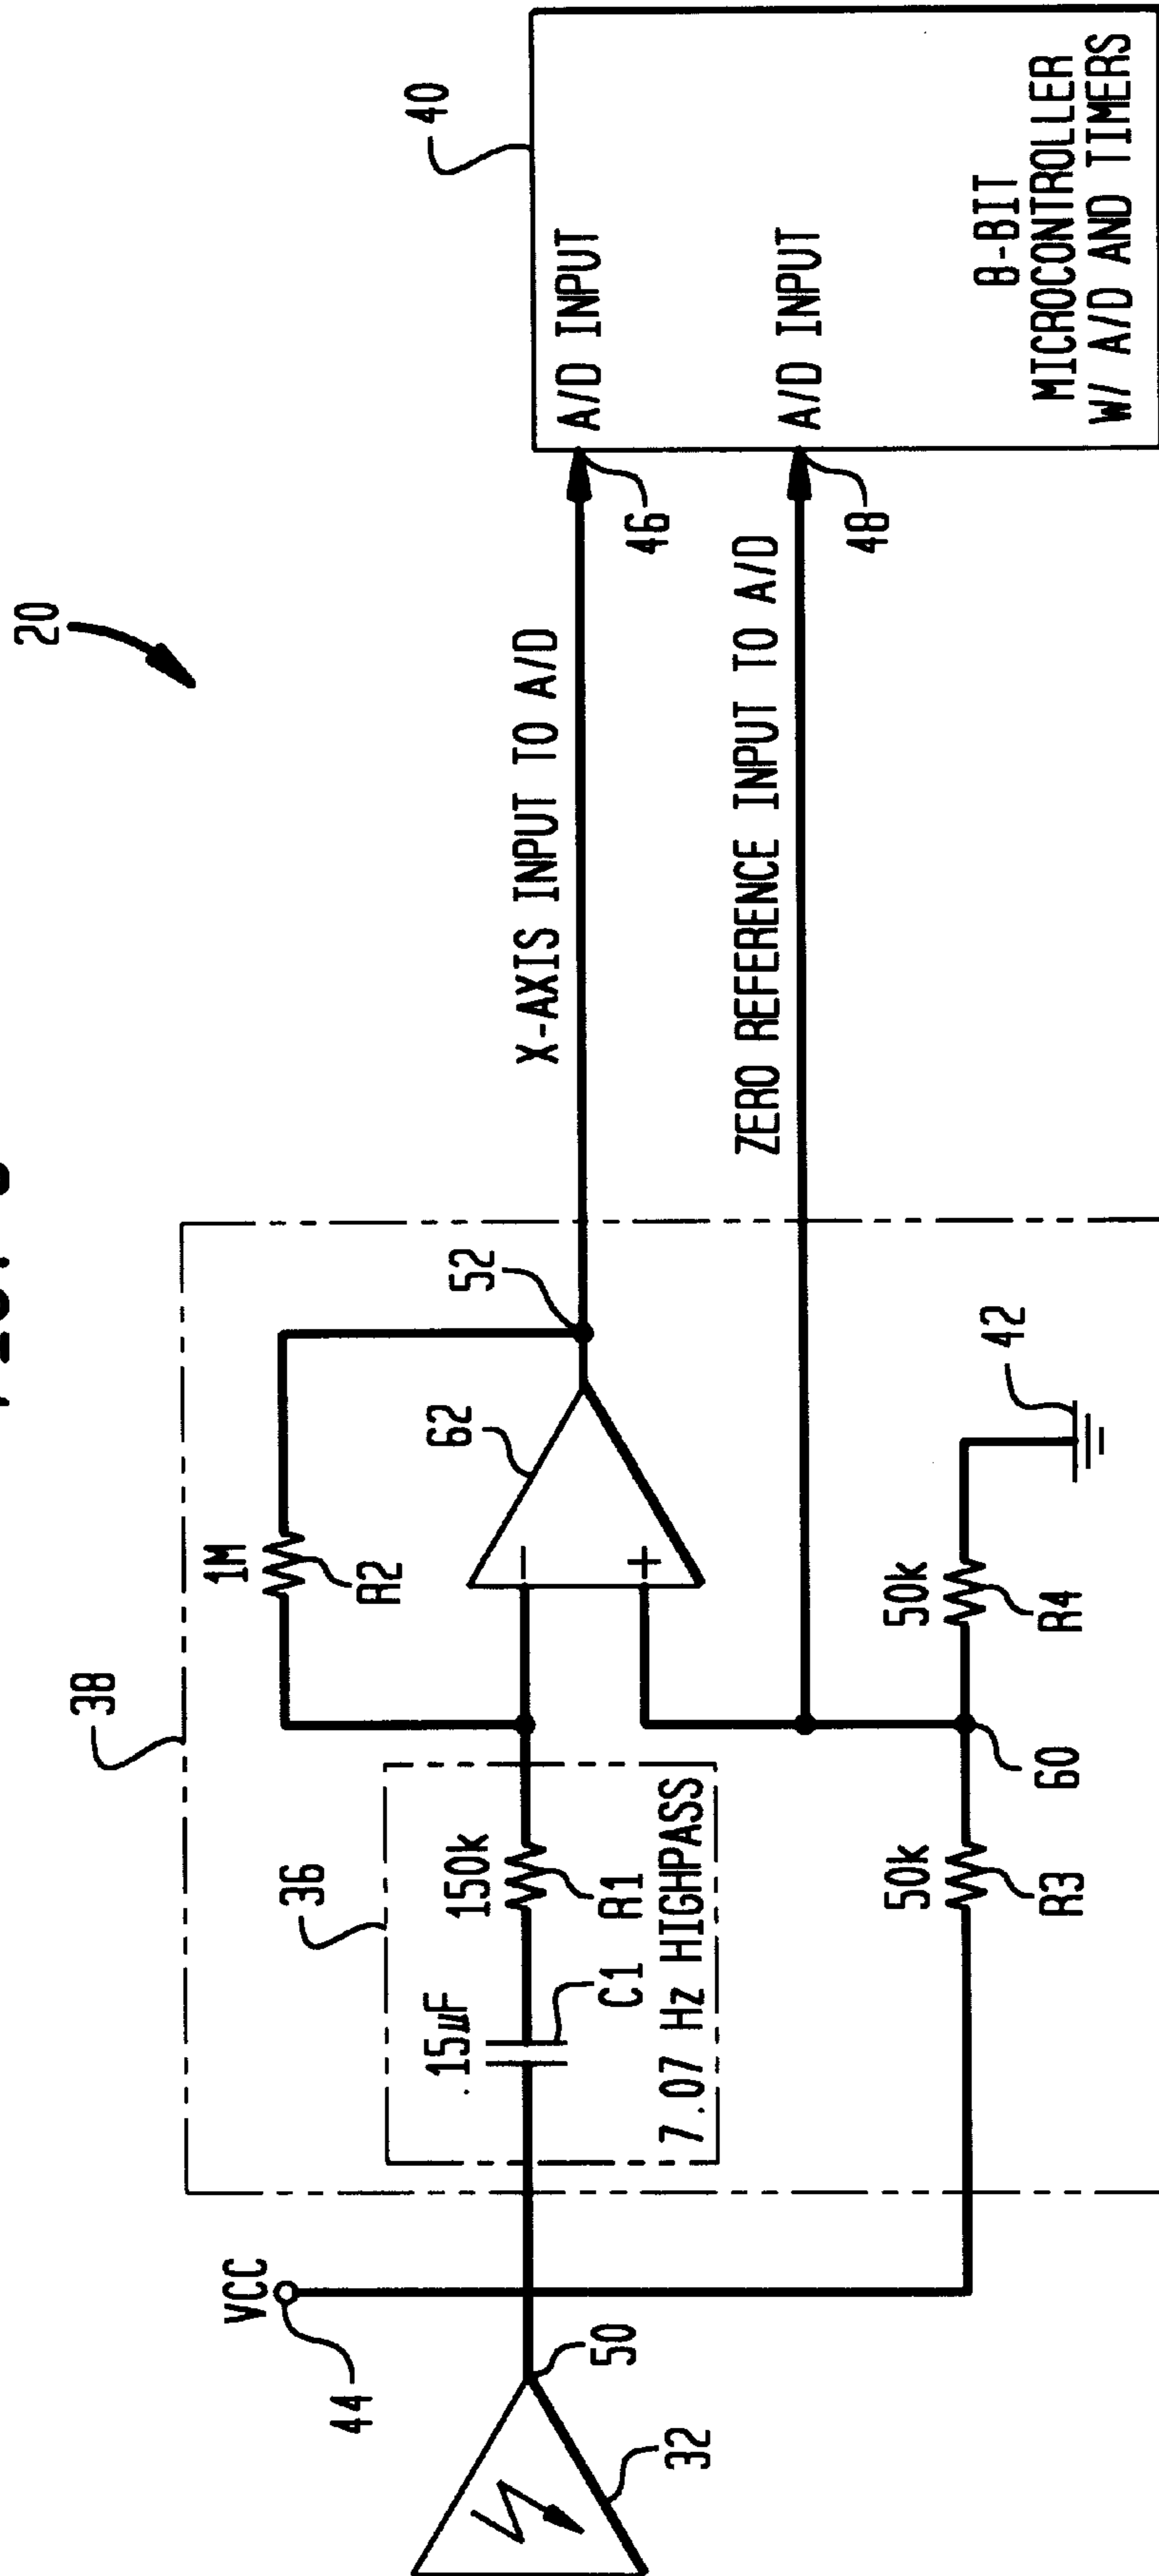 20
38
40
36
62
52
1M
R2
VCC
44
.15µF
C1
150k
R1
7.07 Hz HIGHPASS
−
+
X-AXIS INPUT TO A/D
46
A/D INPUT
ZERO REFERENCE INPUT TO A/D
48
A/D INPUT
8-BIT
MICROCONTROLLER
W/ A/D AND TIMERS
50
32
50k
R3
60
50k
R4
42